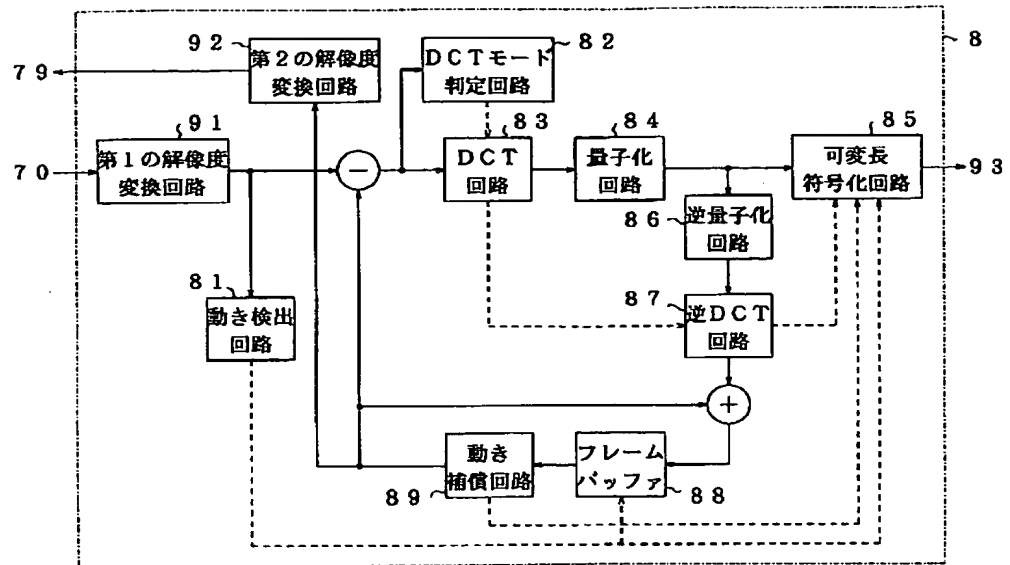 92
82
8
79
第2の解像度
変換回路
DCTモード
判定回路
91
83
84
85
70
第1の解像度
変換回路
−
DCT
回路
量子化
回路
可変長
符号化回路
93
86
逆量子化
回路
81
動き検出
回路
87
逆DCT
回路
+
動き
補償回路
89
フレーム
バッファ
88